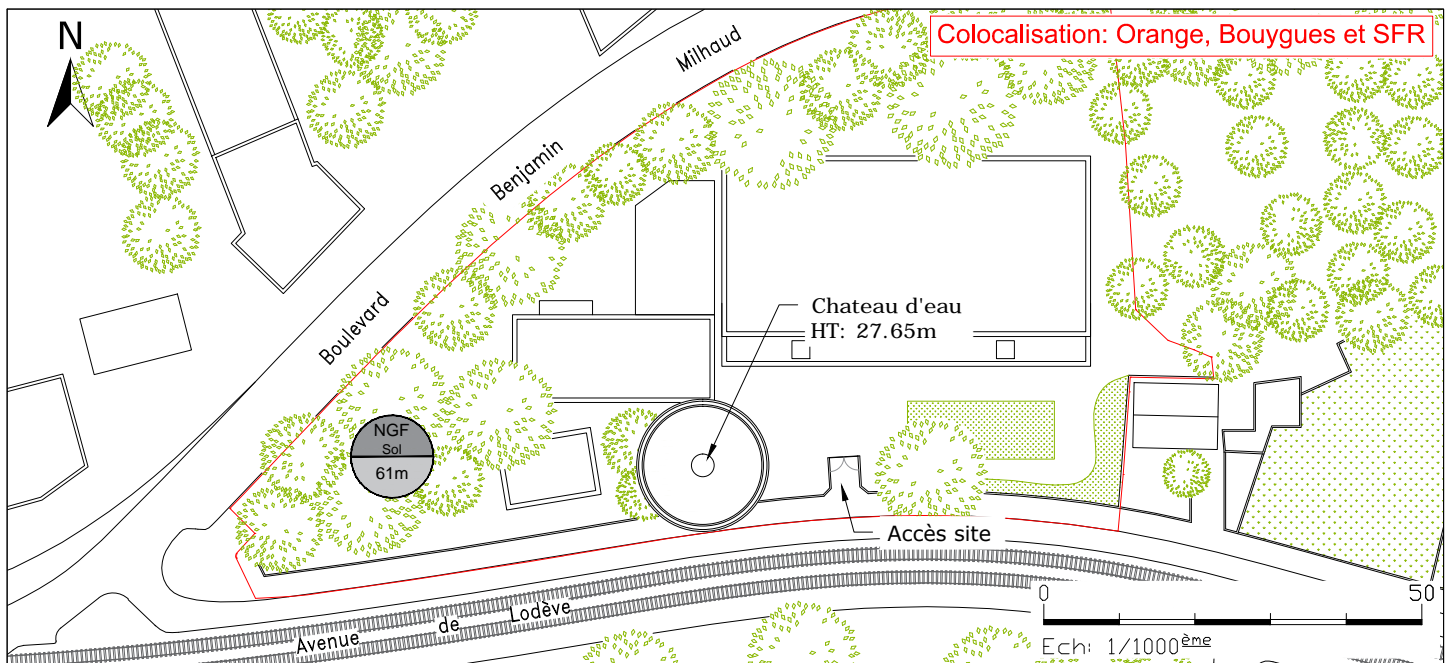 N
Colocalisation: Orange, Bouygues et SFR
Milhaud
Benjamin
Boulevard
Chateau d'eau
HT: 27.65m
NGF
Sol
61m
Accès site
Avenue de Lodève
0 50
Ech: 1/1000ème